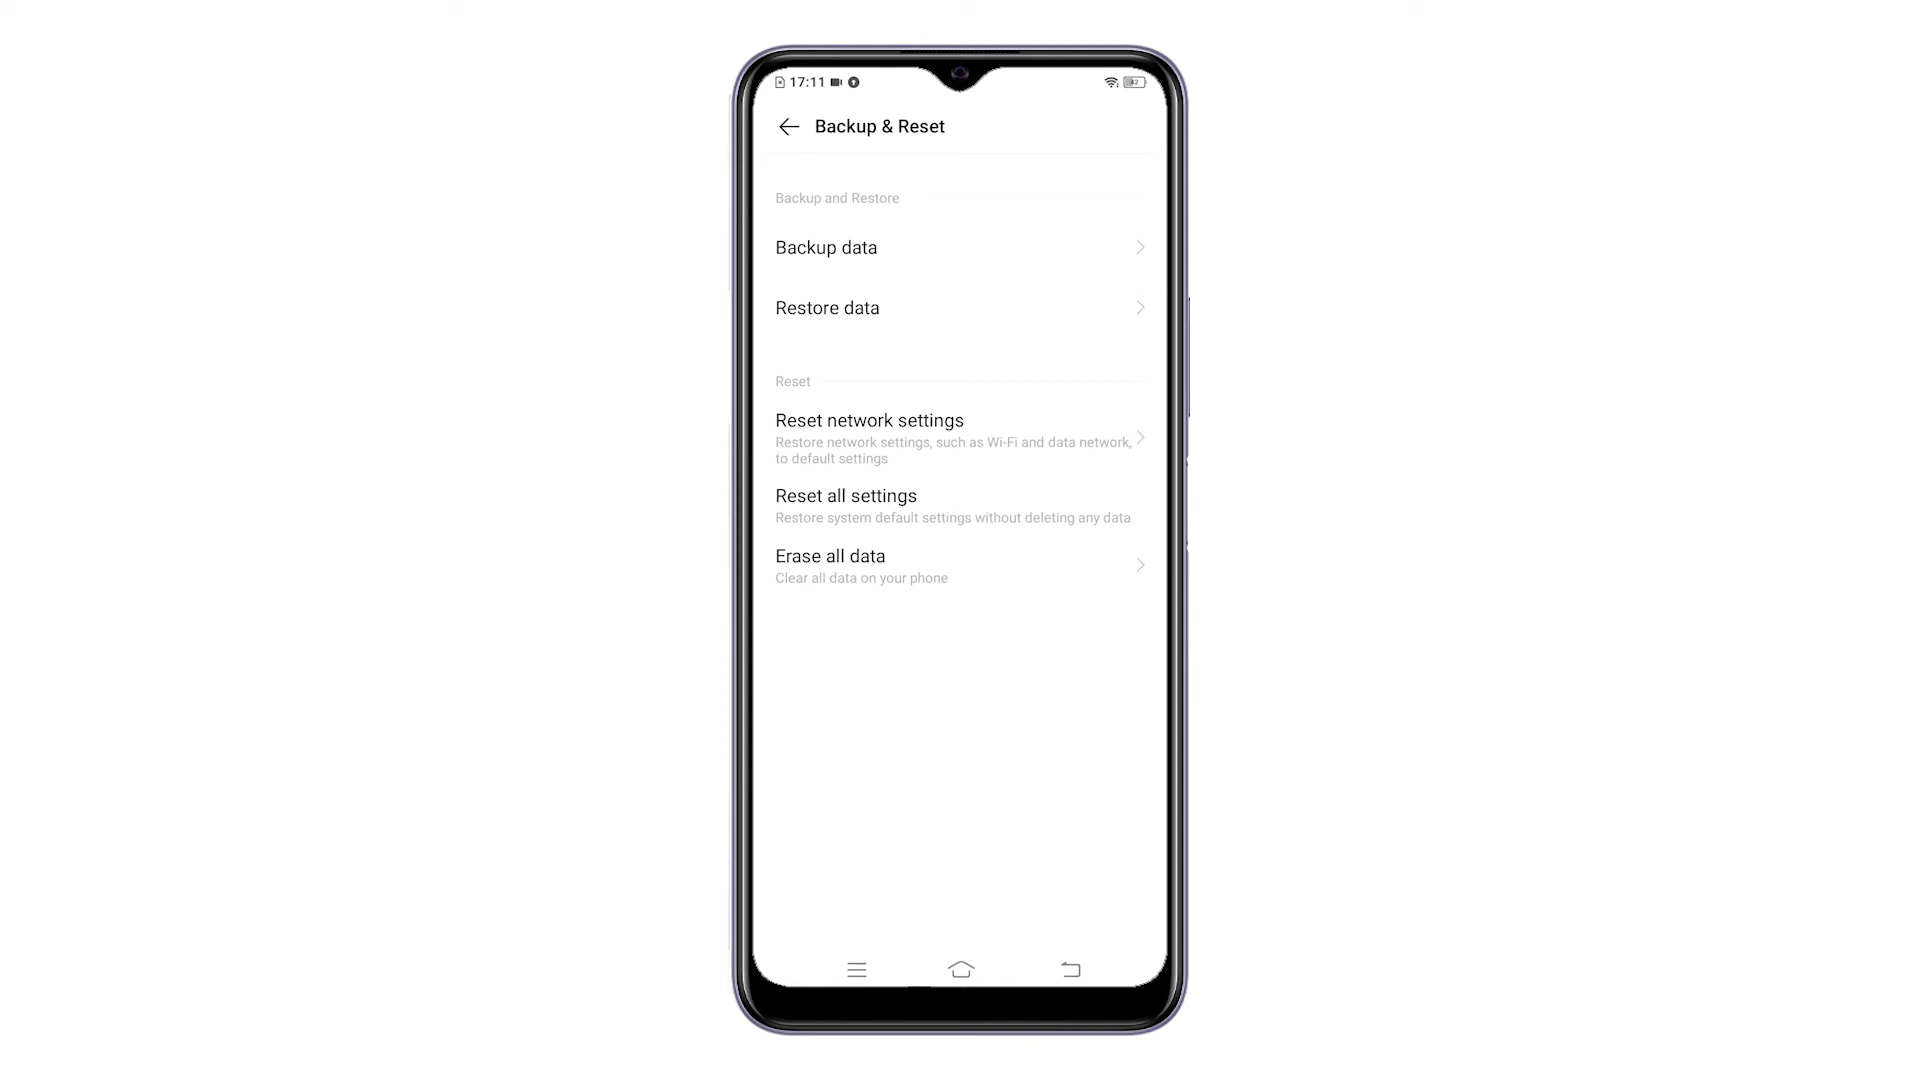 17:11
42
Backup & Reset
Backup and Restore
Backup data
Restore data
Reset
Reset network settings
Restore network settings, such as Wi-Fi and data network,
to default settings
Reset all settings
Restore system default settings without deleting any data
Erase all data
Clear all data on your phone